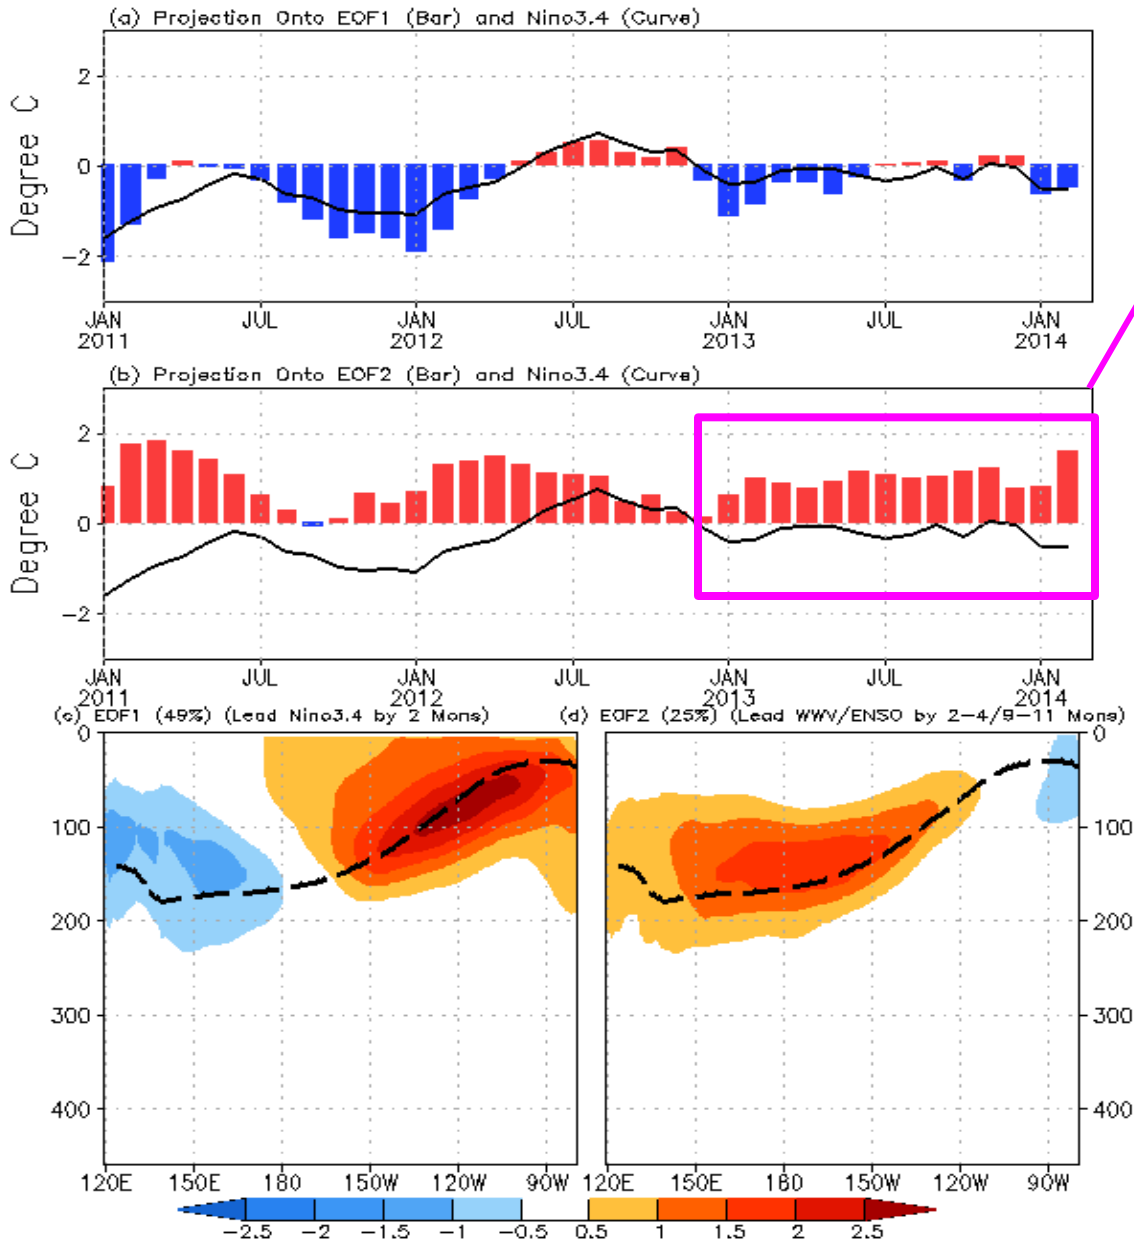 (a) Projection Onto EOF1 (Bar) and Nino3.4 (Curve)
Degree C
2
0
-2
JAN JUL JAN JUL JAN JUL JAN
2011 2012 2013 2014
(b) Projection Onto EOF2 (Bar) and Nino3.4 (Curve)
Degree C
2
0
-2
JAN JUL JAN JUL JAN JUL JAN
2011 2012 2013 2014
(c) EOF1 (49%) (Lead Nino3.4 by 2 Mons)
0
100
200
300
400
120E 150E 180 150W 120W 90W
(d) EOF2 (25%) (Lead WWV/ENSO by 2-4/9-11 Mons)
0
100
200
300
400
120E 150E 180 150W 120W 90W
-2.5 -2 -1.5 -1 -0.5 0.5 1 1.5 2 2.5